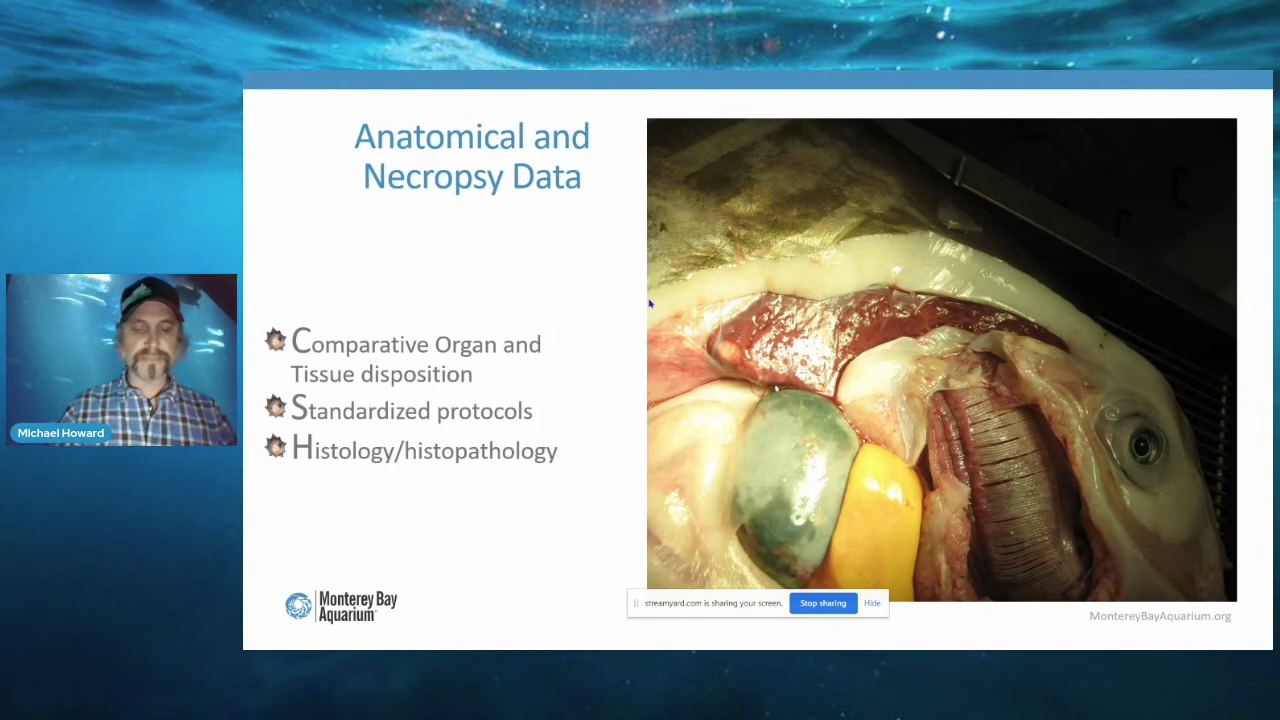 Anatomical and
Necropsy Data
Comparative Organ and
Tissue disposition
Standardized protocols
Histology/histopathology
Michael Howard
Monterey Bay
Aquarium
streamyard.com is sharing your screen.
Stop sharing
Hide
MontereyBayAquarium.org